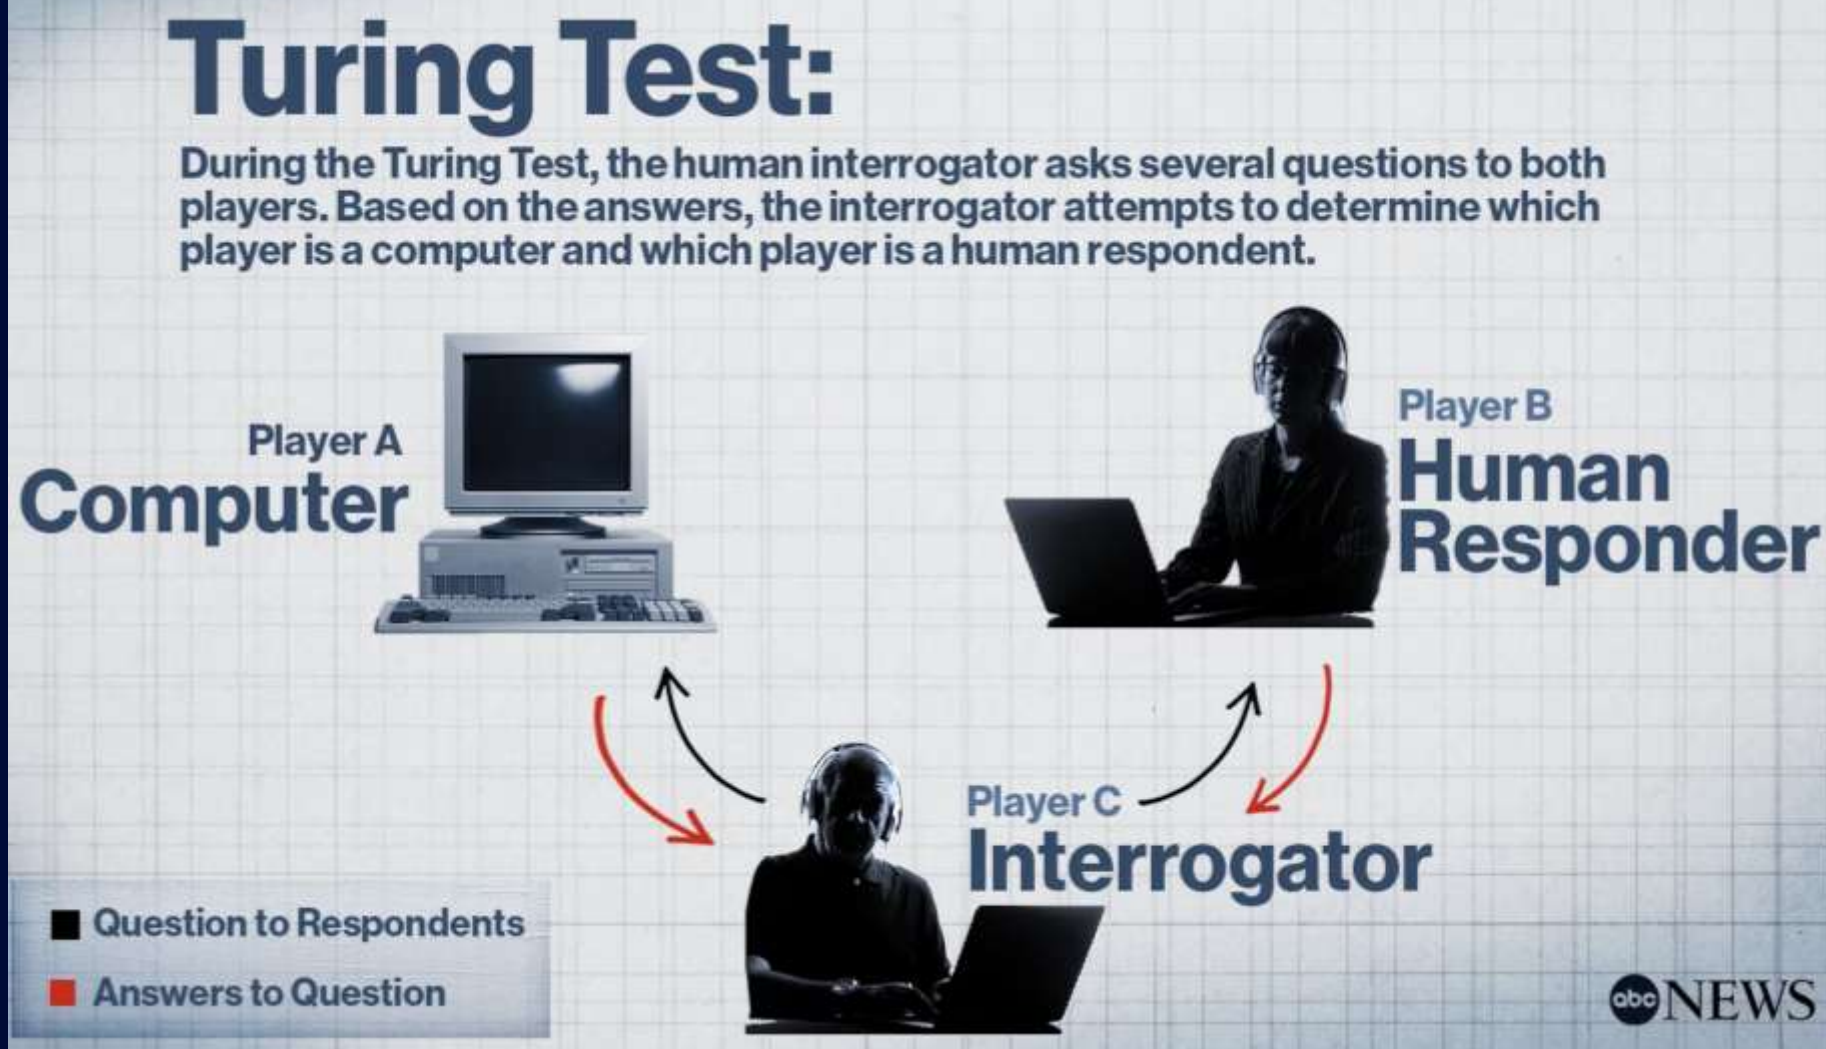 Turing Test:
During the Turing Test, the human interrogator asks several questions to both
players. Based on the answers, the interrogator attempts to determine which
player is a computer and which player is a human respondent.
Player A
Computer
Player B
Human
Responder
Player C
Interrogator
Question to Respondents
Answers to Question
abc NEWS